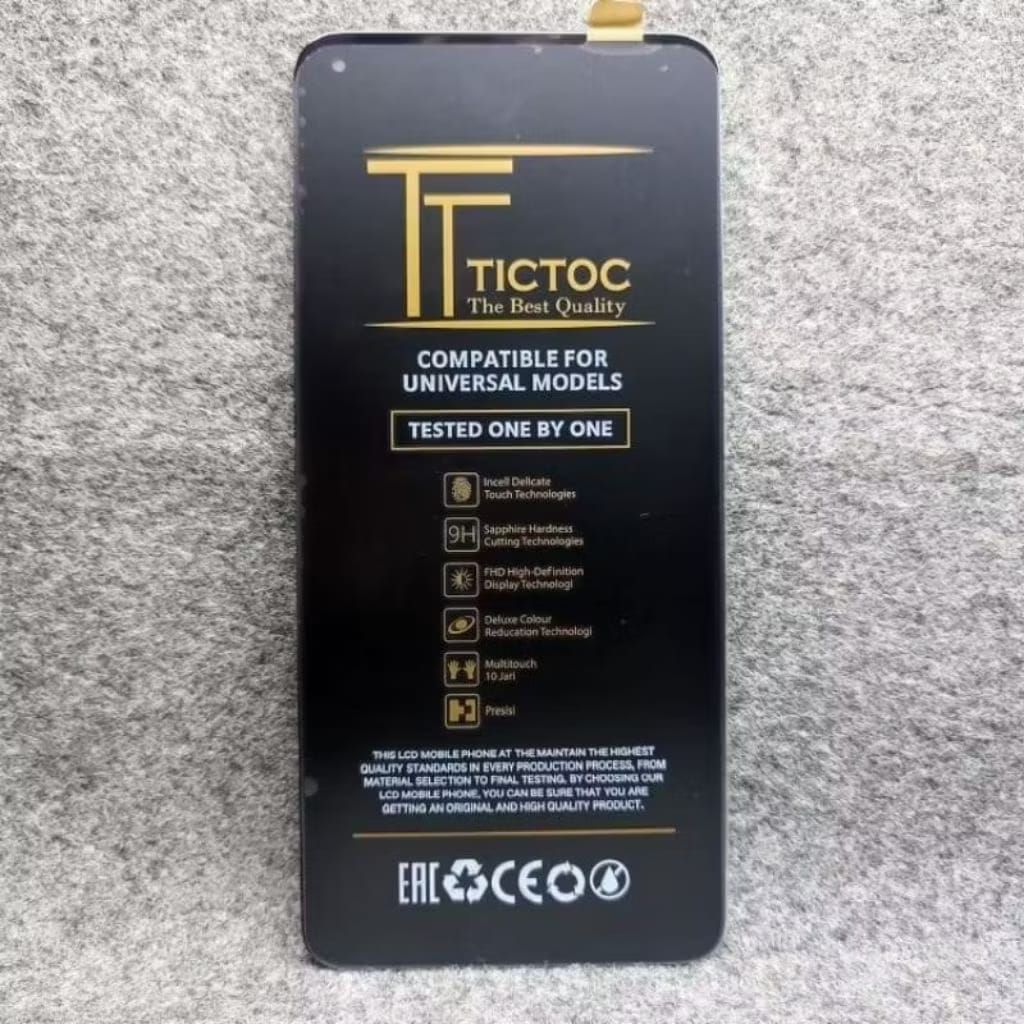 TT
TICTOC
The Best Quality
COMPATIBLE FOR
UNIVERSAL MODELS
TESTED ONE BY ONE
Incell Delicate
Touch Technologies
9H
Sapphire Hardness
Cutting Technologies
FHD High-Definition
Display Technologi
Deluxe Colour
Reducation Technologi
Multitouch
10 Jari
Presisi
THIS LCD MOBILE PHONE AT THE MAINTAIN THE HIGHEST
QUALITY STANDARDS IN EVERY PRODUCTION PROCESS, FROM
MATERIAL SELECTION TO FINAL TESTING. BY CHOOSING OUR
LCD MOBILE PHONE, YOU CAN BE SURE THAT YOU ARE
GETTING AN ORIGINAL AND HIGH QUALITY PRODUCT.
EAC CE